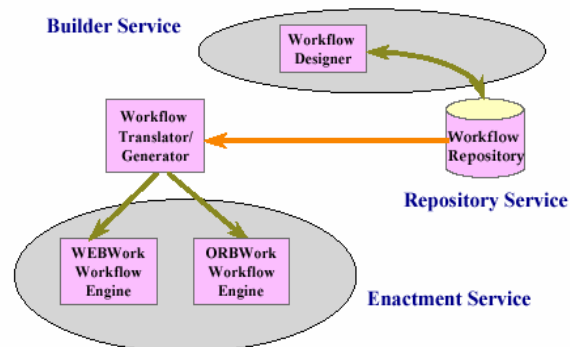 Builder Service
Workflow
Designer
Workflow
Translator/
Generator
Workflow
Repository
Repository Service
WEBWork
Workflow
Engine
ORBWork
Workflow
Engine
Enactment Service